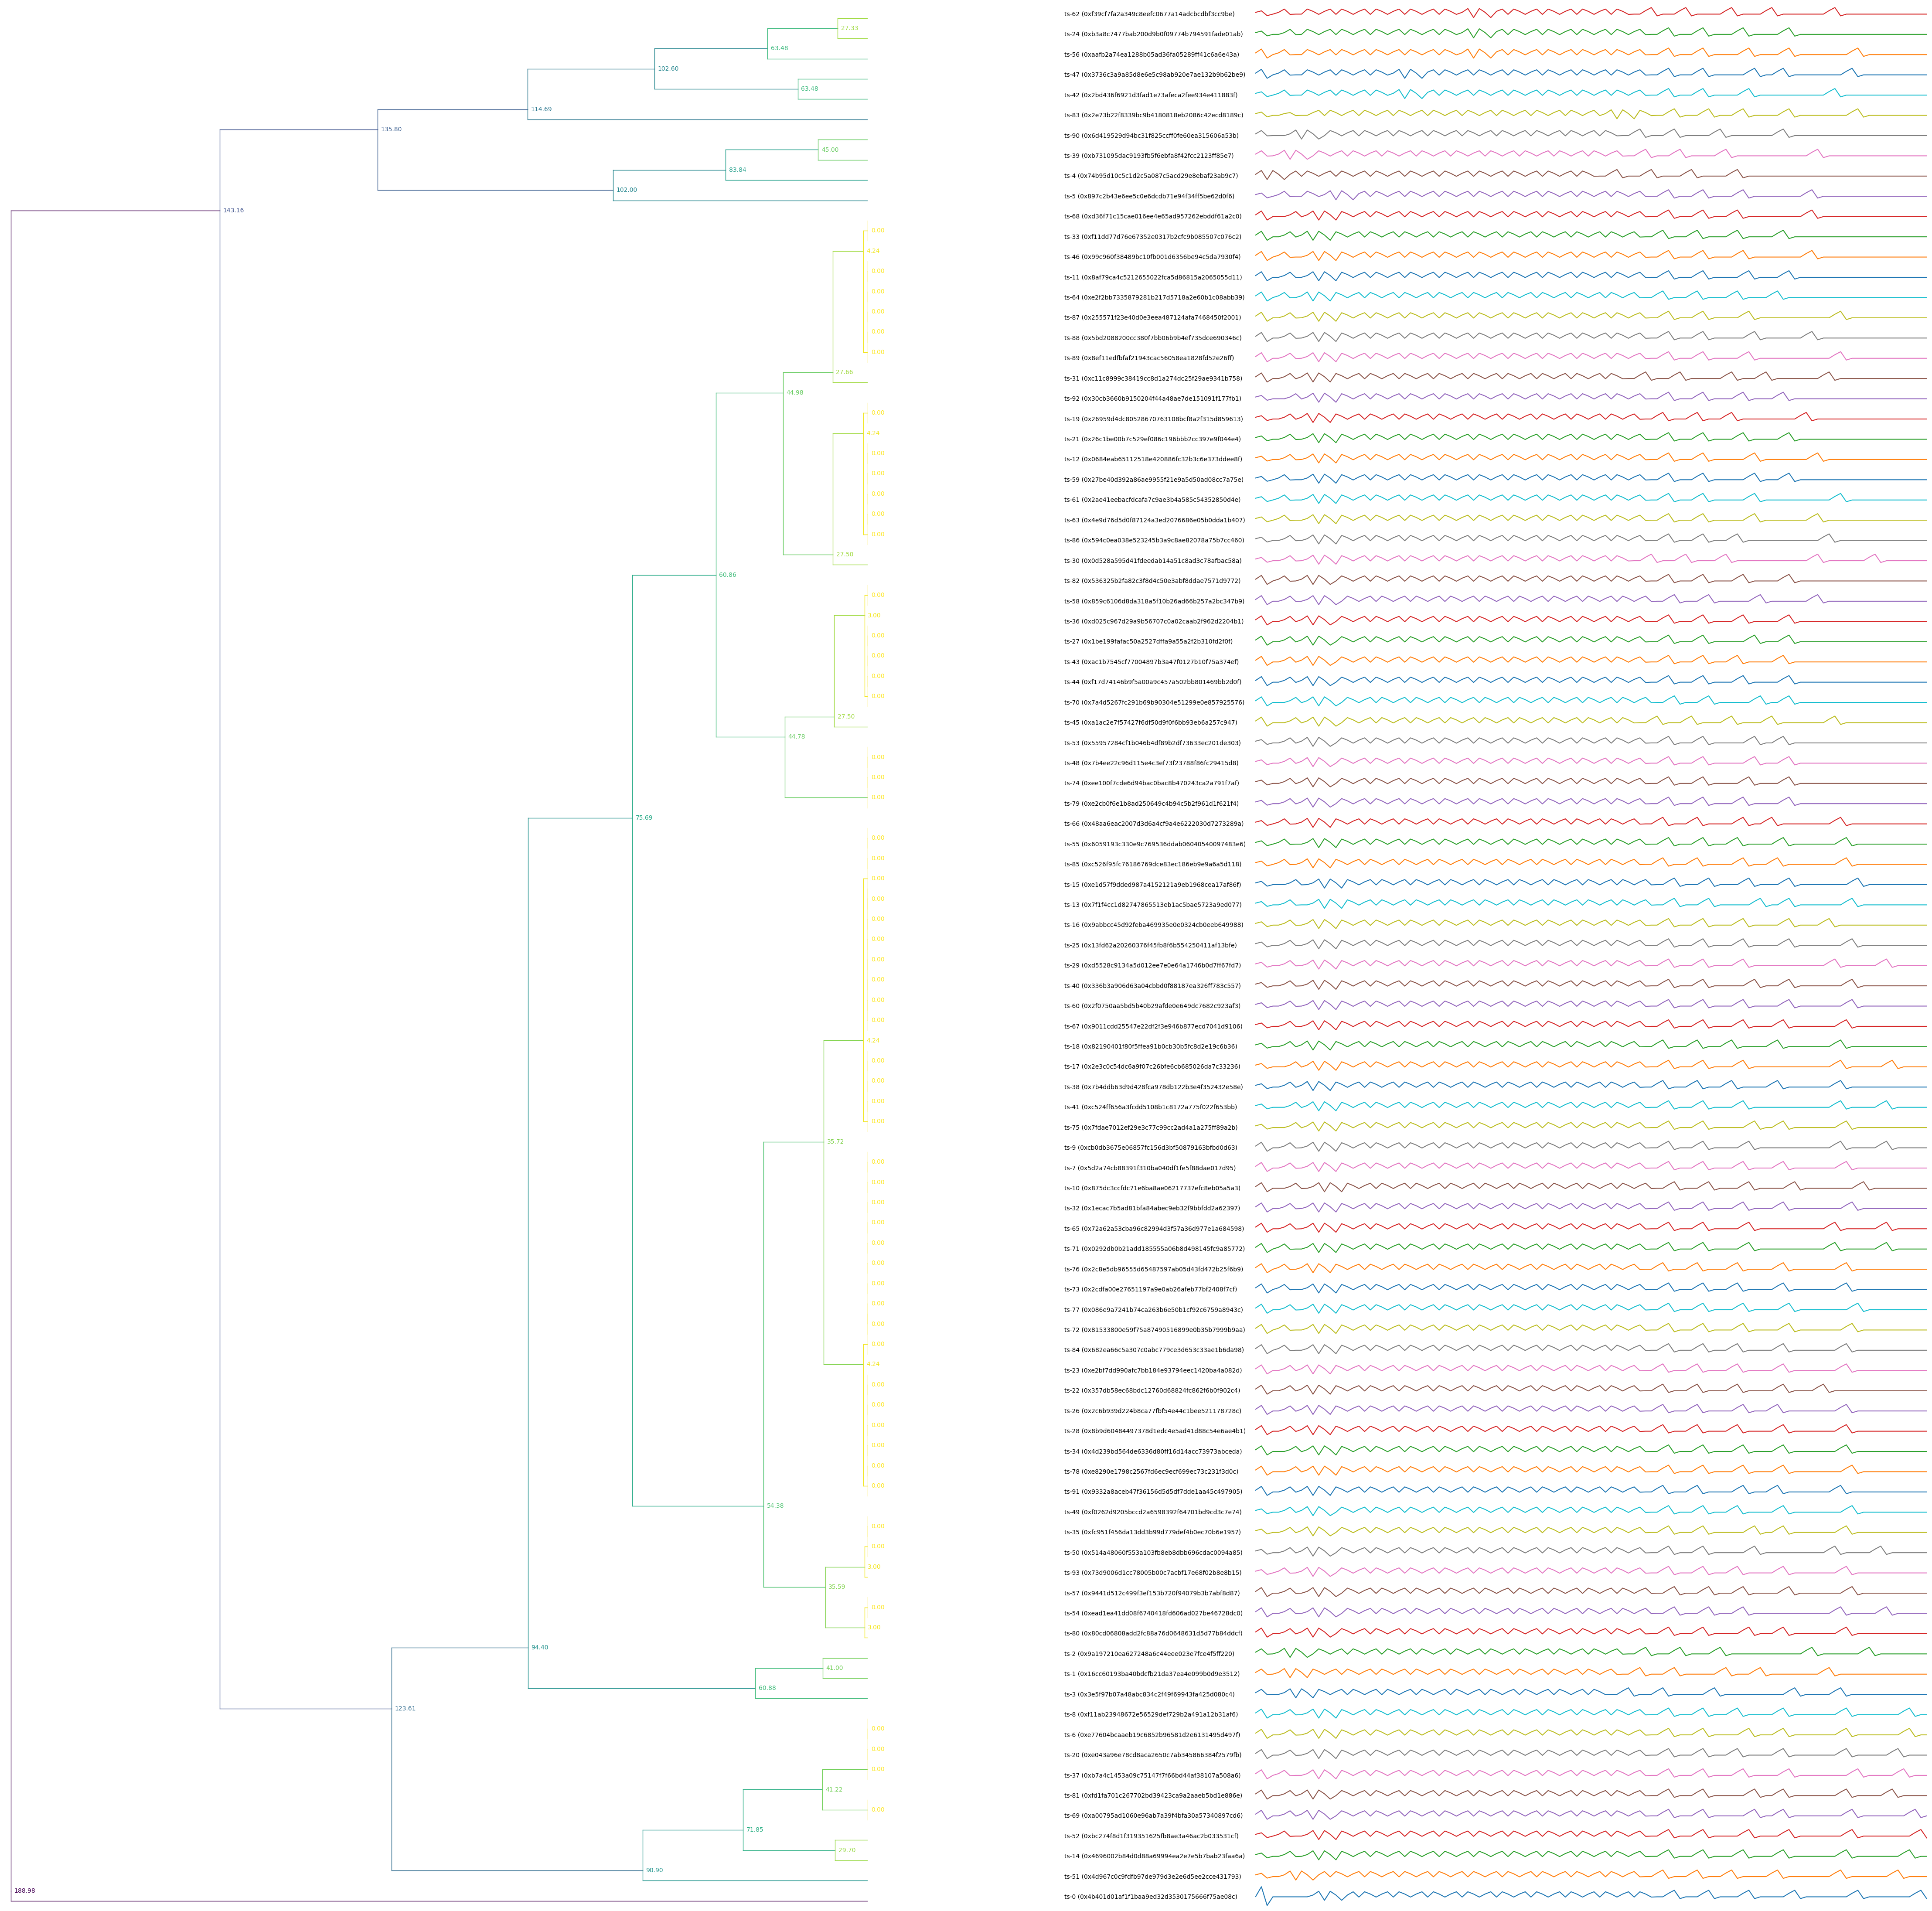 27.33
63.48
102.60
63.48
114.69
135.80
45.00
83.84
102.00
143.16
0.00
4.24
0.00
0.00
0.00
0.00
0.00
27.66
44.98
0.00
4.24
0.00
0.00
0.00
0.00
0.00
27.50
60.86
0.00
3.00
0.00
0.00
0.00
0.00
27.50
44.78
0.00
0.00
0.00
75.69
0.00
0.00
0.00
0.00
0.00
0.00
0.00
0.00
0.00
0.00
4.24
0.00
0.00
0.00
0.00
35.72
0.00
0.00
0.00
0.00
0.00
0.00
0.00
0.00
0.00
0.00
4.24
0.00
0.00
0.00
0.00
0.00
0.00
54.38
0.00
0.00
3.00
35.59
0.00
3.00
94.40
41.00
60.88
123.61
0.00
0.00
0.00
41.22
0.00
71.85
29.70
90.90
188.98
ts-62 (0xf39cf7fa2a349c8eefc0677a14adcbcdbf3cc9be)
ts-24 (0xb3a8c7477bab200d9b0f09774b794591fade01ab)
ts-56 (0xaafb2a74ea1288b05ad36fa05289ff41c6a6e43a)
ts-47 (0x3736c3a9a85d8e6e5c98ab920e7ae132b9b62be9)
ts-42 (0x2bd436f6921d3fad1e73afeca2fee934e411883f)
ts-83 (0x2e73b22f8339bc9b4180818eb2086c42ecd8189c)
ts-90 (0x6d419529d94bc31f825ccff0fe60ea315606a53b)
ts-39 (0xb731095dac9193fb5f6ebfa8f42fcc2123ff85e7)
ts-4 (0x74b95d10c5c1d2c5a087c5acd29e8ebaf23ab9c7)
ts-5 (0x897c2b43e6ee5c0e6dcdb71e94f34ff5be62d0f6)
ts-68 (0xd36f71c15cae016ee4e65ad957262ebddf61a2c0)
ts-33 (0xf11dd77d76e67352e0317b2cfc9b085507c076c2)
ts-46 (0x99c960f38489bc10fb001d6356be94c5da7930f4)
ts-11 (0x8af79ca4c5212655022fca5d86815a2065055d11)
ts-64 (0xe2f2bb7335879281b217d5718a2e60b1c08abb39)
ts-87 (0x255571f23e40d0e3eea487124afa7468450f2001)
ts-88 (0x5bd2088200cc380f7bb06b9b4ef735dce690346c)
ts-89 (0x8ef11edfbfaf21943cac56058ea1828fd52e26ff)
ts-31 (0xc11c8999c38419cc8d1a274dc25f29ae9341b758)
ts-92 (0x30cb3660b9150204f44a48ae7de151091f177fb1)
ts-19 (0x26959d4dc80528670763108bcf8a2f315d859613)
ts-21 (0x26c1be00b7c529ef086c196bbb2cc397e9f044e4)
ts-12 (0x0684eab65112518e420886fc32b3c6e373ddee8f)
ts-59 (0x27be40d392a86ae9955f21e9a5d50ad08cc7a75e)
ts-61 (0x2ae41eebacfdcafa7c9ae3b4a585c54352850d4e)
ts-63 (0x4e9d76d5d0f87124a3ed2076686e05b0dda1b407)
ts-86 (0x594c0ea038e523245b3a9c8ae82078a75b7cc460)
ts-30 (0x0d528a595d41fdeedab14a51c8ad3c78afbac58a)
ts-82 (0x536325b2fa82c3f8d4c50e3abf8ddae7571d9772)
ts-58 (0x859c6106d8da318a5f10b26ad66b257a2bc347b9)
ts-36 (0xd025c967d29a9b56707c0a02caab2f962d2204b1)
ts-27 (0x1be199fafac50a2527dffa9a55a2f2b310fd2f0f)
ts-43 (0xac1b7545cf77004897b3a47f0127b10f75a374ef)
ts-44 (0xf17d74146b9f5a00a9c457a502bb801469bb2d0f)
ts-70 (0x7a4d5267fc291b69b90304e51299e0e857925576)
ts-45 (0xa1ac2e7f57427f6df50d9f0f6bb93eb6a257c947)
ts-53 (0x55957284cf1b046b4df89b2df73633ec201de303)
ts-48 (0x7b4ee22c96d115e4c3ef73f23788f86fc29415d8)
ts-74 (0xee100f7cde6d94bac0bac8b470243ca2a791f7af)
ts-79 (0xe2cb0f6e1b8ad250649c4b94c5b2f961d1f621f4)
ts-66 (0x48aa6eac2007d3d6a4cf9a4e6222030d7273289a)
ts-55 (0x6059193c330e9c769536ddab06040540097483e6)
ts-85 (0xc526f95fc76186769dce83ec186eb9e9a6a5d118)
ts-15 (0xe1d57f9dded987a4152121a9eb1968cea17af86f)
ts-13 (0x7f1f4cc1d82747865513eb1ac5bae5723a9ed077)
ts-16 (0x9abbcc45d92feba469935e0e0324cb0eeb649988)
ts-25 (0x13fd62a20260376f45fb8f6b554250411af13bfe)
ts-29 (0xd5528c9134a5d012ee7e0e64a1746b0d7ff67fd7)
ts-40 (0x336b3a906d63a04cbbd0f88187ea326ff783c557)
ts-60 (0x2f0750aa5bd5b40b29afde0e649dc7682c923af3)
ts-67 (0x9011cdd25547e22df2f3e946b877ecd7041d9106)
ts-18 (0x82190401f80f5ffea91b0cb30b5fc8d2e19c6b36)
ts-17 (0x2e3c0c54dc6a9f07c26bfe6cb685026da7c33236)
ts-38 (0x7b4ddb63d9d428fca978db122b3e4f352432e58e)
ts-41 (0xc524ff656a3fcdd5108b1c8172a775f022f653bb)
ts-75 (0x7fdae7012ef29e3c77c99cc2ad4a1a275ff89a2b)
ts-9 (0xcb0db3675e06857fc156d3bf50879163bfbd0d63)
ts-7 (0x5d2a74cb88391f310ba040df1fe5f88dae017d95)
ts-10 (0x875dc3ccfdc71e6ba8ae06217737efc8eb05a5a3)
ts-32 (0x1ecac7b5ad81bfa84abec9eb32f9bbfdd2a62397)
ts-65 (0x72a62a53cba96c82994d3f57a36d977e1a684598)
ts-71 (0x0292db0b21add185555a06b8d498145fc9a85772)
ts-76 (0x2c8e5db96555d65487597ab05d43fd472b25f6b9)
ts-73 (0x2cdfa00e27651197a9e0ab26afeb77bf2408f7cf)
ts-77 (0x086e9a7241b74ca263b6e50b1cf92c6759a8943c)
ts-72 (0x81533800e59f75a87490516899e0b35b7999b9aa)
ts-84 (0x682ea66c5a307c0abc779ce3d653c33ae1b6da98)
ts-23 (0xe2bf7dd990afc7bb184e93794eec1420ba4a082d)
ts-22 (0x357db58ec68bdc12760d68824fc862f6b0f902c4)
ts-26 (0x2c6b939d224b8ca77fbf54e44c1bee521178728c)
ts-28 (0x8b9d60484497378d1edc4e5ad41d88c54e6ae4b1)
ts-34 (0x4d239bd564de6336d80ff16d14acc73973abceda)
ts-78 (0xe8290e1798c2567fd6ec9ecf699ec73c231f3d0c)
ts-91 (0x9332a8aceb47f36156d5d5df7dde1aa45c497905)
ts-49 (0xf0262d9205bccd2a6598392f64701bd9cd3c7e74)
ts-35 (0xfc951f456da13dd3b99d779def4b0ec70b6e1957)
ts-50 (0x514a48060f553a103fb8eb8dbb696cdac0094a85)
ts-93 (0x73d9006d1cc78005b00c7acbf17e68f02b8e8b15)
ts-57 (0x9441d512c499f3ef153b720f94079b3b7abf8d87)
ts-54 (0xead1ea41dd08f6740418fd606ad027be46728dc0)
ts-80 (0x80cd06808add2fc88a76d0648631d5d77b84ddcf)
ts-2 (0x9a197210ea627248a6c44eee023e7fce4f5ff220)
ts-1 (0x16cc60193ba40bdcfb21da37ea4e099b0d9e3512)
ts-3 (0x3e5f97b07a48abc834c2f49f69943fa425d080c4)
ts-8 (0xf11ab23948672e56529def729b2a491a12b31af6)
ts-6 (0xe77604bcaaeb19c6852b96581d2e6131495d497f)
ts-20 (0xe043a96e78cd8aca2650c7ab345866384f2579fb)
ts-37 (0xb7a4c1453a09c75147f7f66bd44af38107a508a6)
ts-81 (0xfd1fa701c267702bd39423ca9a2aaeb5bd1e886e)
ts-69 (0xa00795ad1060e96ab7a39f4bfa30a57340897cd6)
ts-52 (0xbc274f8d1f319351625fb8ae3a46ac2b033531cf)
ts-14 (0x4696002b84d0d88a69994ea2e7e5b7bab23faa6a)
ts-51 (0x4d967c0c9fdfb97de979d3e2e6d5ee2cce431793)
ts-0 (0x4b401d01af1f1baa9ed32d3530175666f75ae08c)